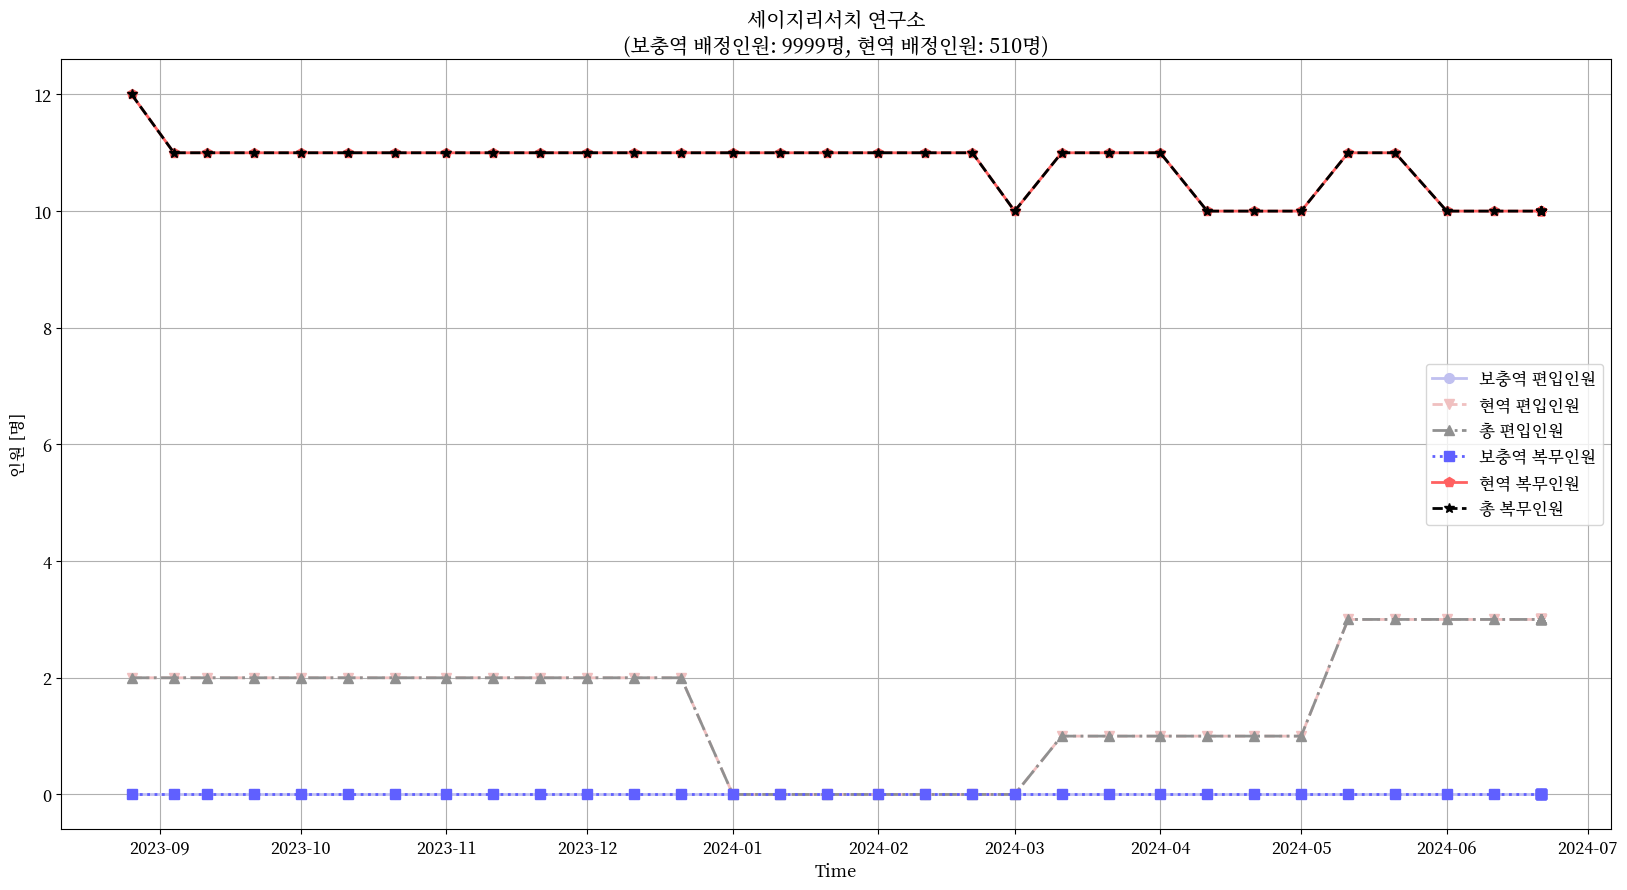 세이지리서치 연구소
(보충역 배정인원: 9999명, 현역 배정인원: 510명)
12
10
8
6
4
2
0
인원 [명]
보충역 편입인원
현역 편입인원
총 편입인원
보충역 복무인원
현역 복무인원
총 복무인원
2023-09 2023-10 2023-11 2023-12 2024-01 2024-02 2024-03 2024-04 2024-05 2024-06 2024-07
Time